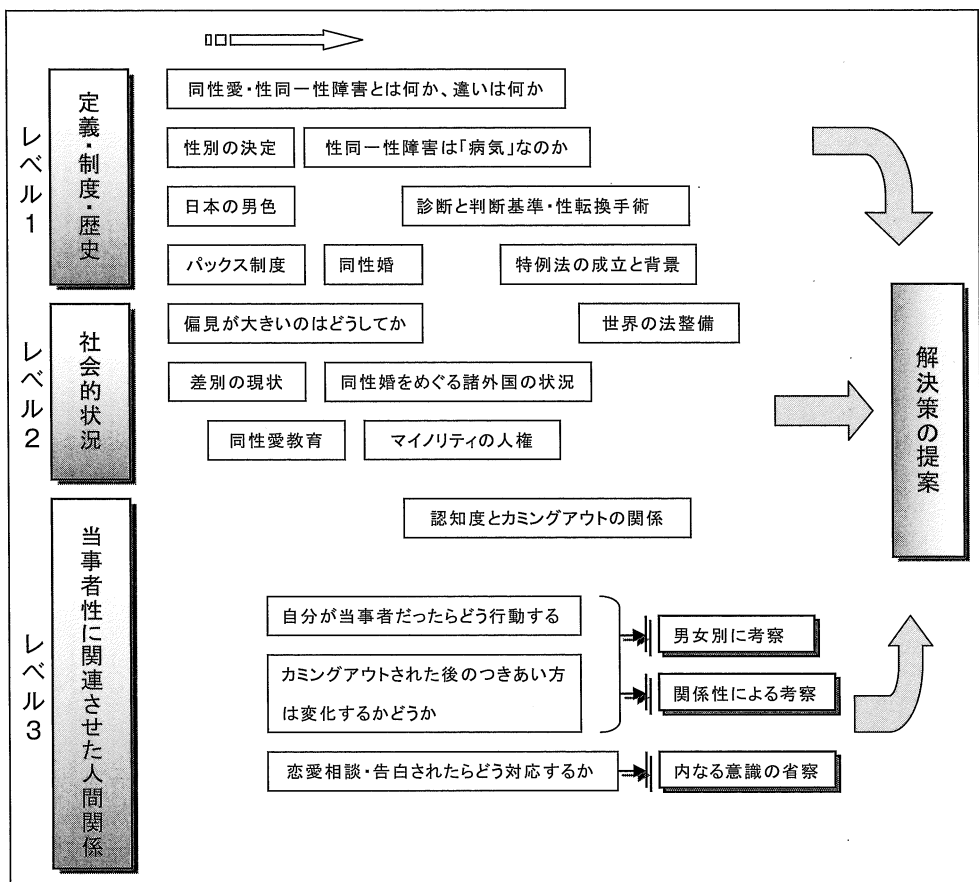 レベル1
定義・制度・歴史
同性愛・性同一性障害とは何か、違いは何か
性別の決定
性同一性障害は「病気」なのか
日本の男色
診断と判断基準・性転換手術
パックス制度
同性婚
特例法の成立と背景
レベル2
社会的状況
偏見が大きいのはどうしてか
世界の法整備
差別の現状
同性婚をめぐる諸外国の状況
同性愛教育
マイノリティの人権
レベル3
当事者性に関連させた人間関係
認知度とカミングアウトの関係
自分が当事者だったらどう行動する
男女別に考察
カミングアウトされた後のつきあい方
は変化するかどうか
関係性による考察
恋愛相談・告白されたらどう対応するか
内なる意識の省察
解決策の提案